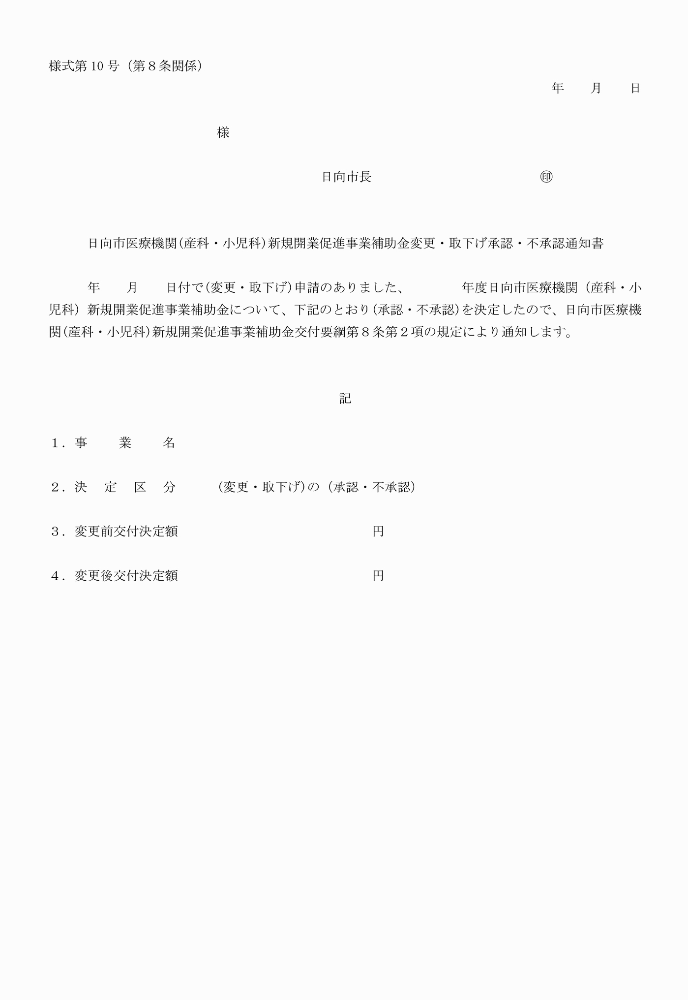 様式第 10 号（第８条関係）
年　　月　　日
様
日向市長　　　　　　　　　　　　　㊞
日向市医療機関(産科・小児科)新規開業促進事業補助金変更・取下げ承認・不承認通知書
年　　月　　日付で(変更・取下げ)申請のありました、　　　　年度日向市医療機関（産科・小
児科）新規開業促進事業補助金について、下記のとおり(承認・不承認)を決定したので、日向市医療機
関(産科・小児科)新規開業促進事業補助金交付要綱第８条第２項の規定により通知します。
記
１．事　　業　　名
２．決　定　区　分　　　(変更・取下げ)の（承認・不承認）
３．変更前交付決定額　　　　　　　　　　　　　　　円
４．変更後交付決定額　　　　　　　　　　　　　　　円